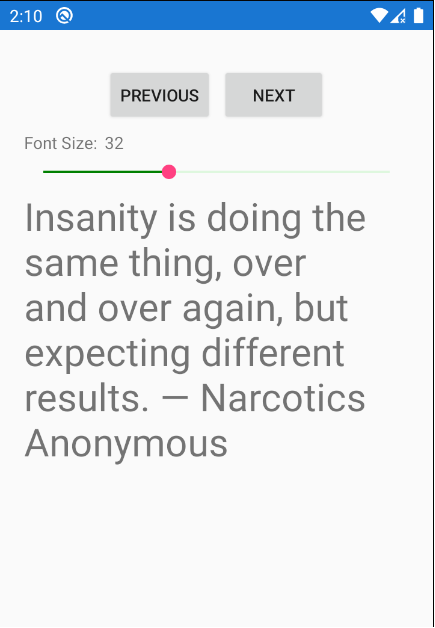 2:10
PREVIOUS NEXT
Font Size: 32
Insanity is doing the
same thing, over
and over again, but
expecting different
results. — Narcotics
Anonymous